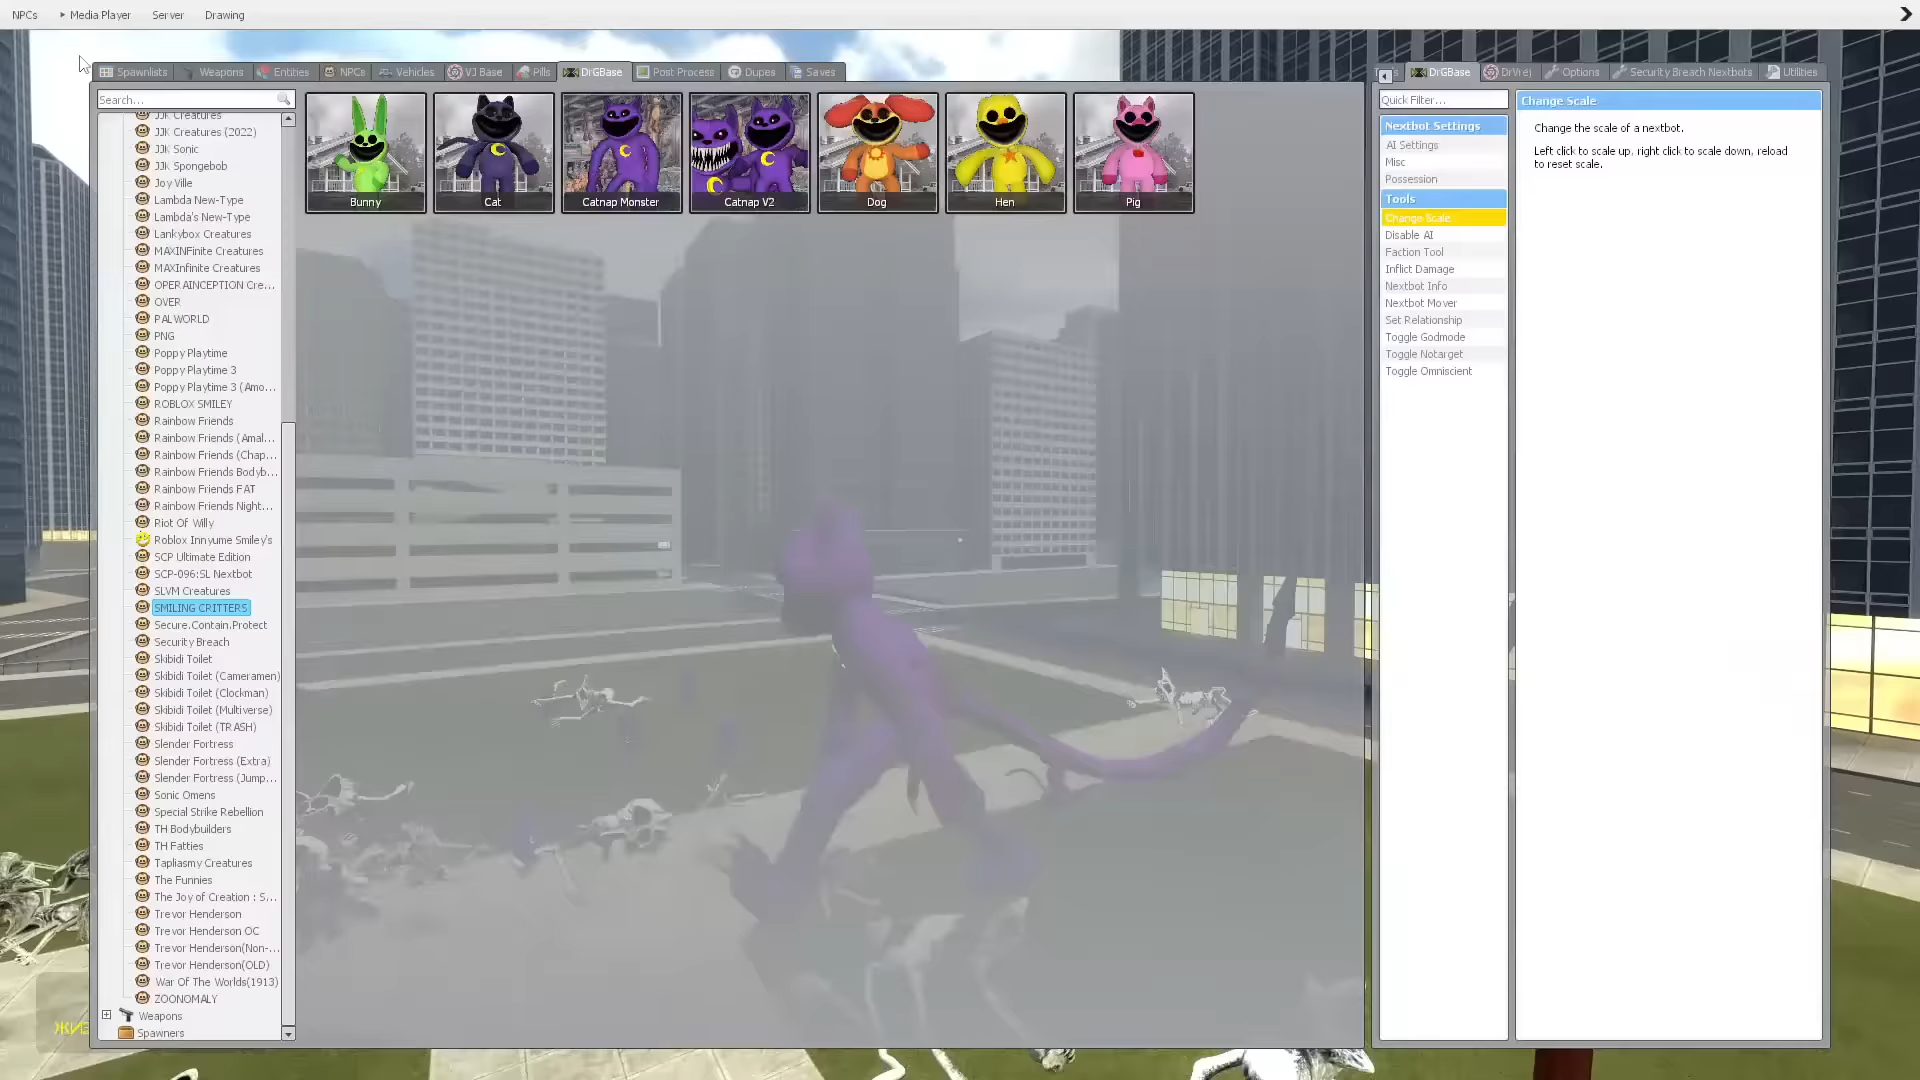 NPCs
Media Player
Server
Drawing
Spawnlists
Weapons
Entities
NPCs
Vehicles
VJ Base
Pills
DrGBase
Post Process
Dupes
Saves
Search...
JJK Creatures
JJK Creatures (2022)
JJK Sonic
JJK Spongebob
Joy Ville
Lambda New-Type
Lambda's New-Type
Lankybox Creatures
MAXINFinite Creatures
MAXInfinite Creatures
OPERAINCEPTION Cre...
OVER
PALWORLD
PNG
Poppy Playtime
Poppy Playtime 3
Poppy Playtime 3 (Amo...
ROBLOX SMILEY
Rainbow Friends
Rainbow Friends (Amal...
Rainbow Friends (Chap...
Rainbow Friends Bodyb...
Rainbow Friends FAT
Rainbow Friends Night...
Riot Of Willy
Roblox Innyume Smiley's
SCP Ultimate Edition
SCP-096:SL Nextbot
SLVM Creatures
SMILING CRITTERS
Secure.Contain.Protect
Security Breach
Skibidi Toilet
Skibidi Toilet (Cameramen)
Skibidi Toilet (Clockman)
Skibidi Toilet (Multiverse)
Skibidi Toilet (TRASH)
Slender Fortress
Slender Fortress (Extra)
Slender Fortress (Jump...
Sonic Omens
Special Strike Rebellion
TH Bodybuilders
TH Fatties
Tapliasmy Creatures
The Funnies
The Joy of Creation : S...
Trevor Henderson
Trevor Henderson OC
Trevor Henderson(Non-...
Trevor Henderson(OLD)
War Of The Worlds(1913)
ZOONOMALY
Weapons
Spawners
Bunny
Cat
Catnap Monster
Catnap V2
Dog
Hen
Pig
DrGBase
DrVrej
Options
Security Breach Nextbots
Utilities
Quick Filter...
Nextbot Settings
AI Settings
Misc
Possession
Tools
Change Scale
Disable AI
Faction Tool
Inflict Damage
Nextbot Info
Nextbot Mover
Set Relationship
Toggle Godmode
Toggle Notarget
Toggle Omniscient
Change Scale
Change the scale of a nextbot.
Left click to scale up, right click to scale down, reload
to reset scale.